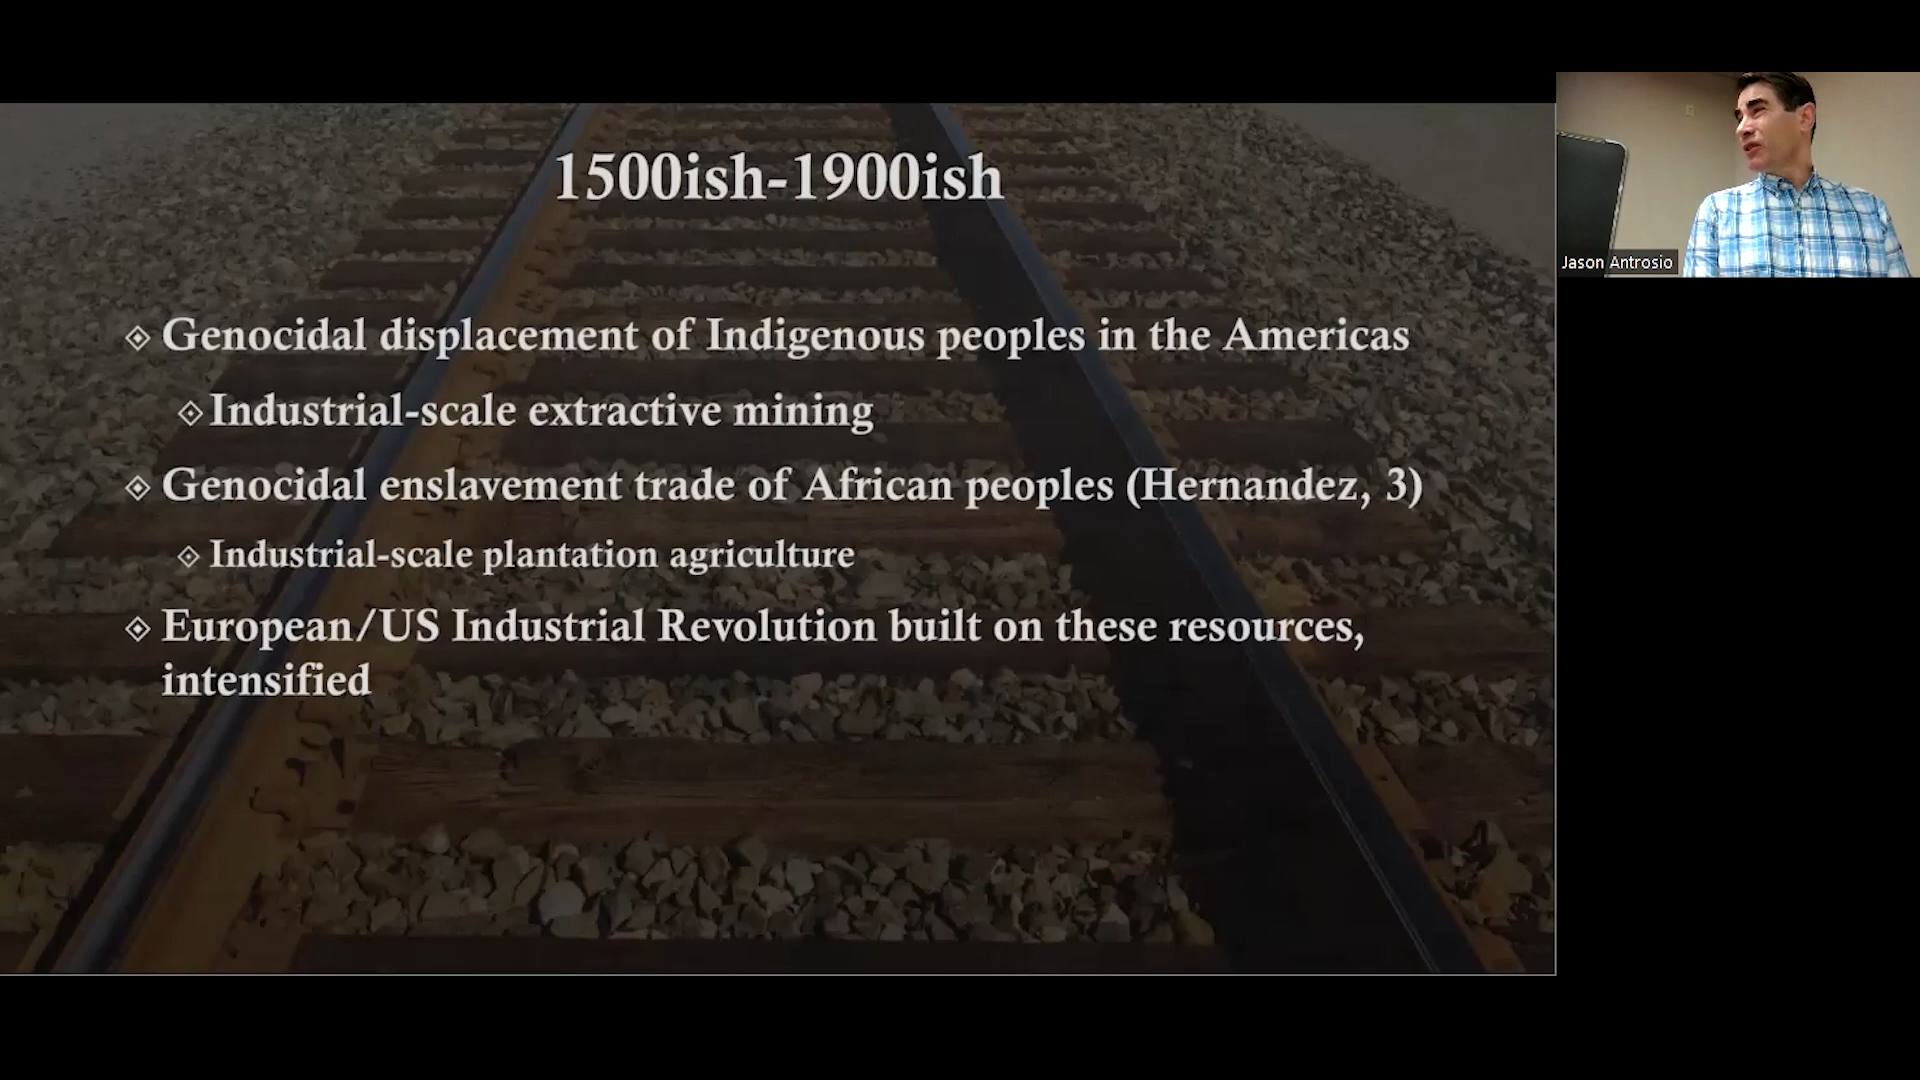 1500ish-1900ish
Genocidal displacement of Indigenous peoples in the Americas
Industrial-scale extractive mining
Genocidal enslavement trade of African peoples (Hernandez, 3)
Industrial-scale plantation agriculture
European/US Industrial Revolution built on these resources,
intensified
Jason Antrosio